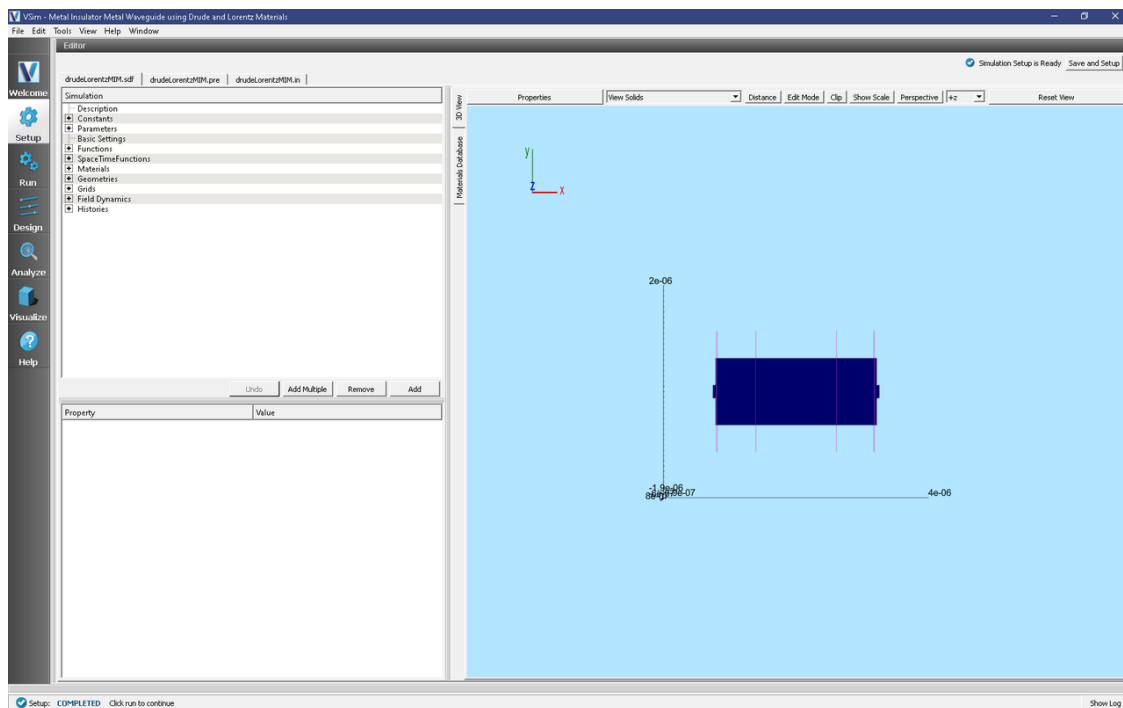 VSim - Metal Insulator Metal Waveguide using Drude and Lorentz Materials
File Edit Tools View Help Window
Editor
Simulation Setup is Ready Save and Setup
drudeLorentzMIM.sdf drudeLorentzMIM.pre drudeLorentzMIM.in
Welcome
Setup
Run
Design
Analyze
Visualize
Help
Simulation
Description
Constants
Parameters
Basic Settings
Functions
SpaceTimeFunctions
Materials
Geometries
Grids
Field Dynamics
Histories
Undo Add Multiple Remove Add
Property Value
3D View
Materials Database
Properties View Solids Distance Edit Mode Clip Show Scale Perspective +z Reset View
y
z x
2e-06
-1.9e-06
4e-06
Setup: COMPLETED Click run to continue Show Log